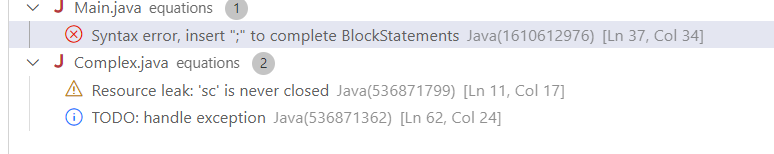 Main.java equations 1
Syntax error, insert ";" to complete BlockStatements Java(1610612976) [Ln 37, Col 34]
Complex.java equations 2
Resource leak: 'sc' is never closed Java(536871799) [Ln 11, Col 17]
TODO: handle exception Java(536871362) [Ln 62, Col 24]